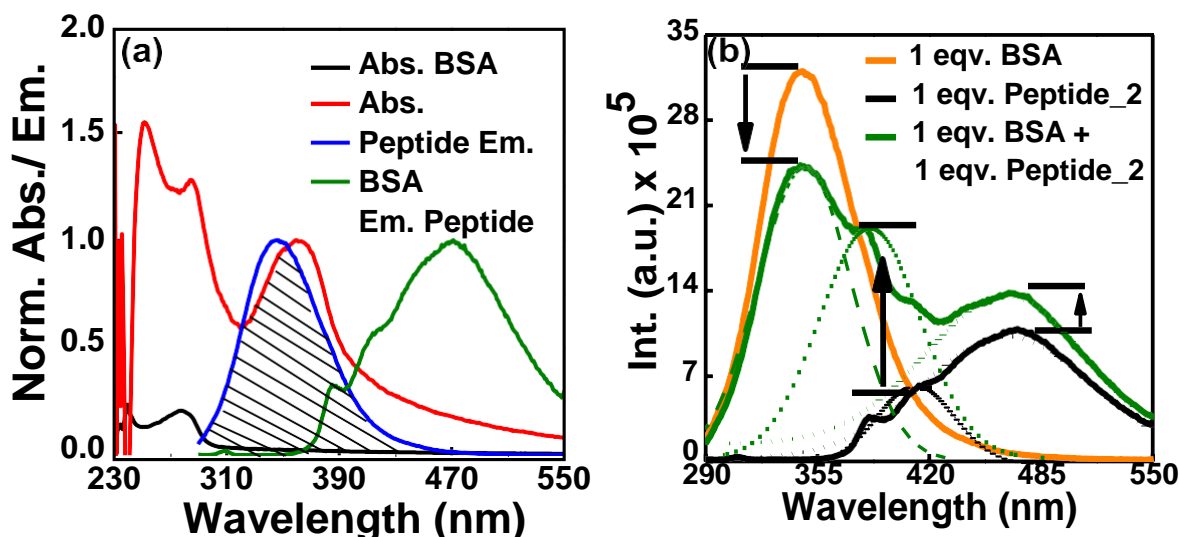 (a)
Abs. BSA
Abs.
Peptide Em.
BSA
Em. Peptide
Norm. Abs./ Em.
2.0
1.5
1.0
0.5
0.0
230 310 390 470 550
Wavelength (nm)
(b)
1 eqv. BSA
1 eqv. Peptide_2
1 eqv. BSA +
1 eqv. Peptide_2
Int. (a.u.) x 10^5
35
28
21
14
7
0
290 355 420 485 550
Wavelength (nm)